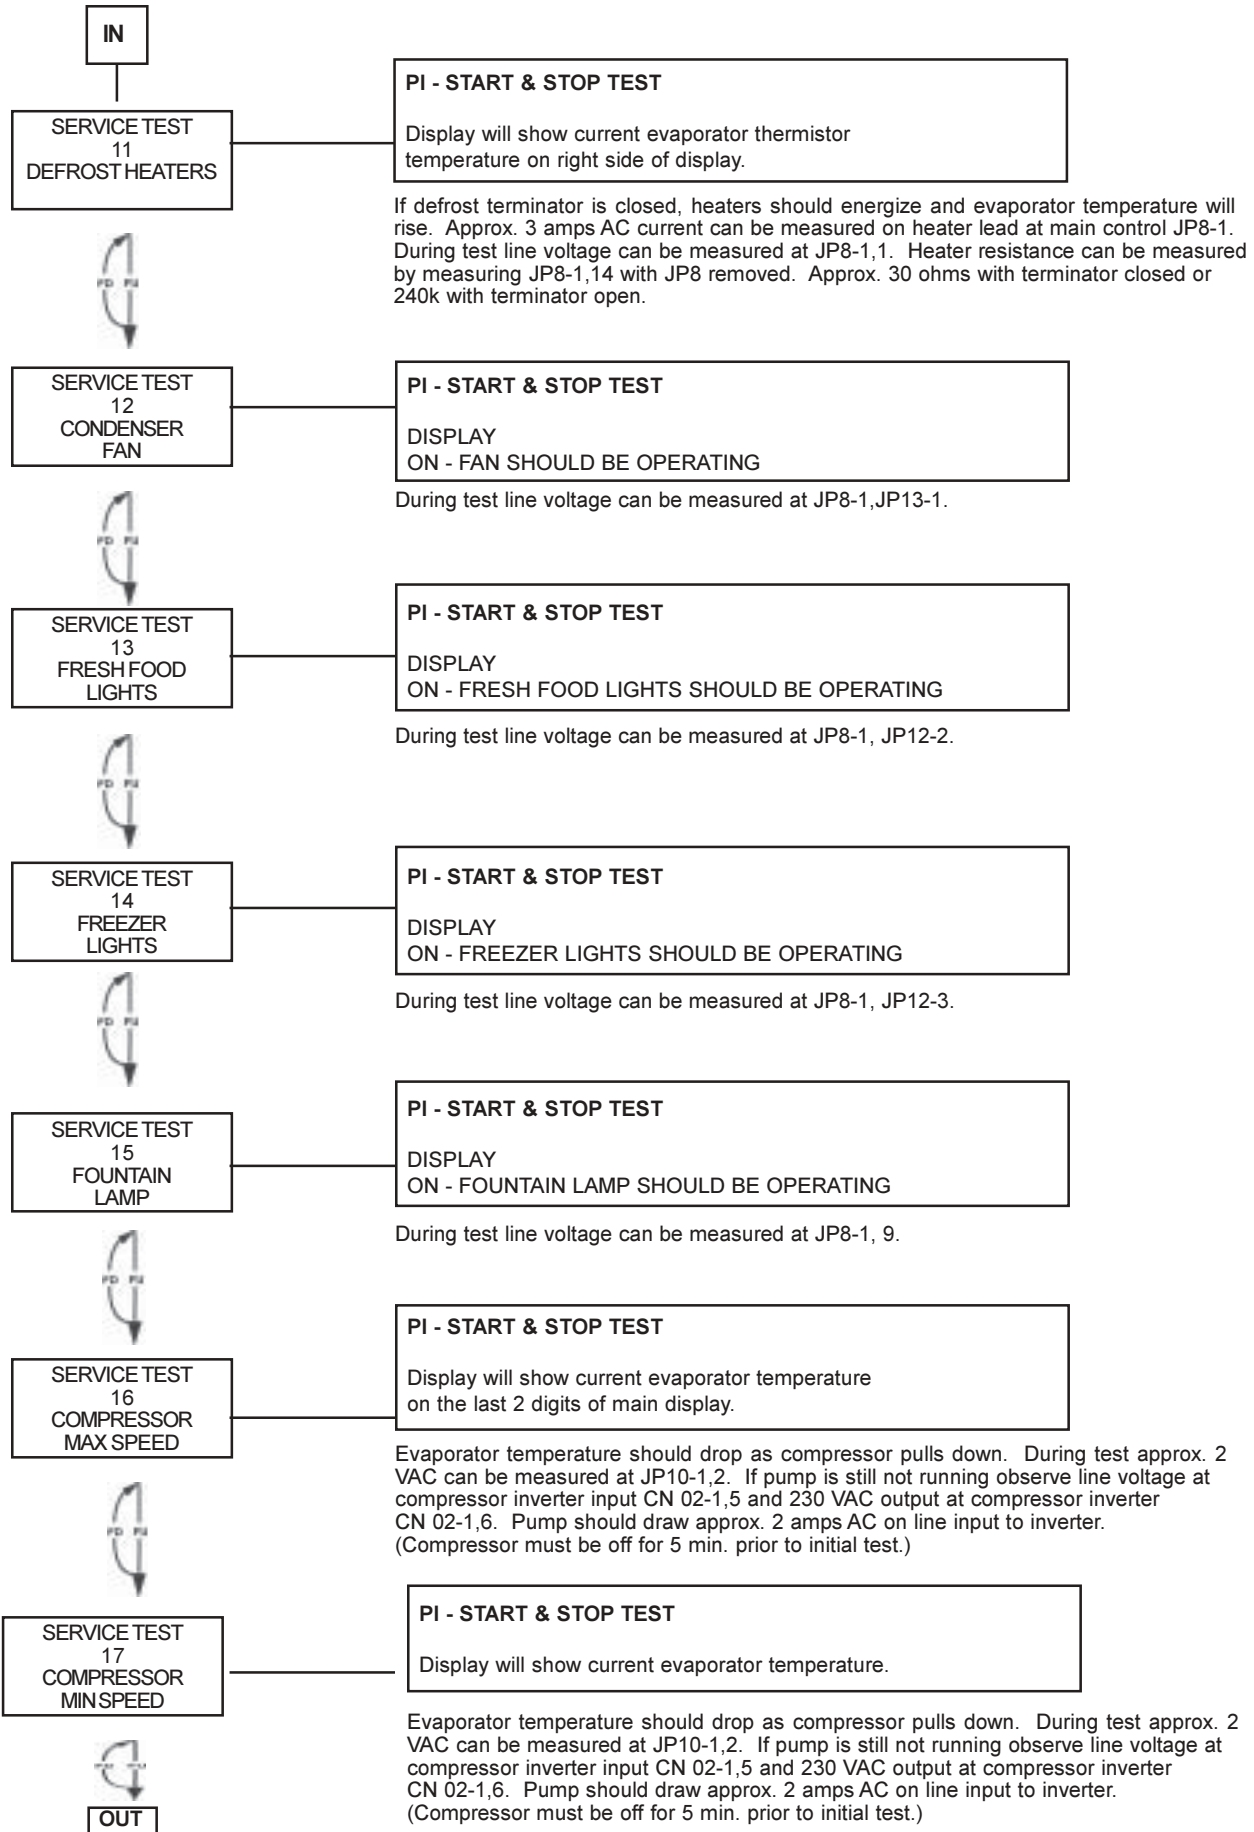 IN
SERVICE TEST
11
DEFROST HEATERS
PI - START & STOP TEST
Display will show current evaporator thermistor
temperature on right side of display.
If defrost terminator is closed, heaters should energize and evaporator temperature will
rise. Approx. 3 amps AC current can be measured on heater lead at main control JP8-1.
During test line voltage can be measured at JP8-1,1. Heater resistance can be measured
by measuring JP8-1,14 with JP8 removed. Approx. 30 ohms with terminator closed or
240k with terminator open.
PD PU
SERVICE TEST
12
CONDENSER
FAN
PI - START & STOP TEST
DISPLAY
ON - FAN SHOULD BE OPERATING
During test line voltage can be measured at JP8-1,JP13-1.
PD PU
SERVICE TEST
13
FRESH FOOD
LIGHTS
PI - START & STOP TEST
DISPLAY
ON - FRESH FOOD LIGHTS SHOULD BE OPERATING
During test line voltage can be measured at JP8-1, JP12-2.
PD PU
SERVICE TEST
14
FREEZER
LIGHTS
PI - START & STOP TEST
DISPLAY
ON - FREEZER LIGHTS SHOULD BE OPERATING
During test line voltage can be measured at JP8-1, JP12-3.
PD PU
SERVICE TEST
15
FOUNTAIN
LAMP
PI - START & STOP TEST
DISPLAY
ON - FOUNTAIN LAMP SHOULD BE OPERATING
During test line voltage can be measured at JP8-1, 9.
PD PU
SERVICE TEST
16
COMPRESSOR
MAX SPEED
PI - START & STOP TEST
Display will show current evaporator temperature
on the last 2 digits of main display.
Evaporator temperature should drop as compressor pulls down. During test approx. 2
VAC can be measured at JP10-1,2. If pump is still not running observe line voltage at
compressor inverter input CN 02-1,5 and 230 VAC output at compressor inverter
CN 02-1,6. Pump should draw approx. 2 amps AC on line input to inverter.
(Compressor must be off for 5 min. prior to initial test.)
PD PU
SERVICE TEST
17
COMPRESSOR
MIN SPEED
PI - START & STOP TEST
Display will show current evaporator temperature.
Evaporator temperature should drop as compressor pulls down. During test approx. 2
VAC can be measured at JP10-1,2. If pump is still not running observe line voltage at
compressor inverter input CN 02-1,5 and 230 VAC output at compressor inverter
CN 02-1,6. Pump should draw approx. 2 amps AC on line input to inverter.
(Compressor must be off for 5 min. prior to initial test.)
OUT